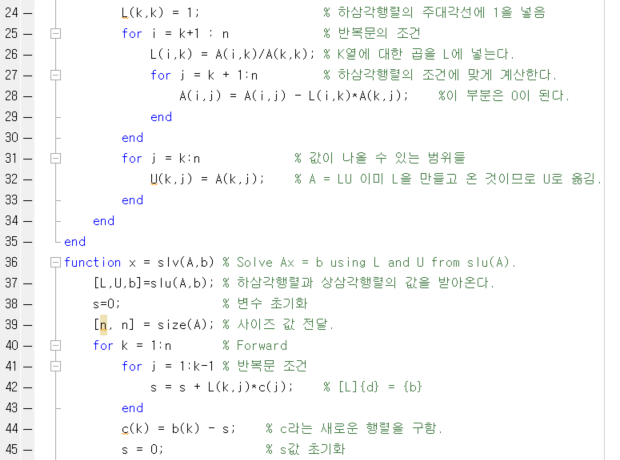 24 — L(k,k) = 1; % 하삼각행렬의 주대각선에 1을 넣음
25 — for i = k+1 : n % 반복문의 조건
26 — L(i,k) = A(i,k)/A(k,k); % K열에 대한 곱을 L에 넣는다.
27 — for j = k + 1:n % 하삼각행렬의 조건에 맞게 계산한다.
28 — A(i,j) = A(i,j) - L(i,k)*A(k,j); %이 부분은 0이 된다.
29 — end
30 — end
31 — for j = k:n % 값이 나올 수 있는 범위들
32 — U(k,j) = A(k,j); % A = LU 이미 L을 만들고 온 것이므로 U로 옮김.
33 — end
34 — end
35 — end
36 — function x = slv(A,b) % Solve Ax = b using L and U from slu(A).
37 — [L,U,b]=slu(A,b); % 하삼각행렬과 상삼각행렬의 값을 받아온다.
38 — s=0; % 변수 초기화
39 — [n, n] = size(A); % 사이즈 값 전달.
40 — for k = 1:n % Forward
41 — for j = 1:k-1 % 반복문 조건
42 — s = s + L(k,j)*c(j); % [L]{d} = {b}
43 — end
44 — c(k) = b(k) - s; % c라는 새로운 행렬을 구함.
45 — s = 0; % s값 초기화